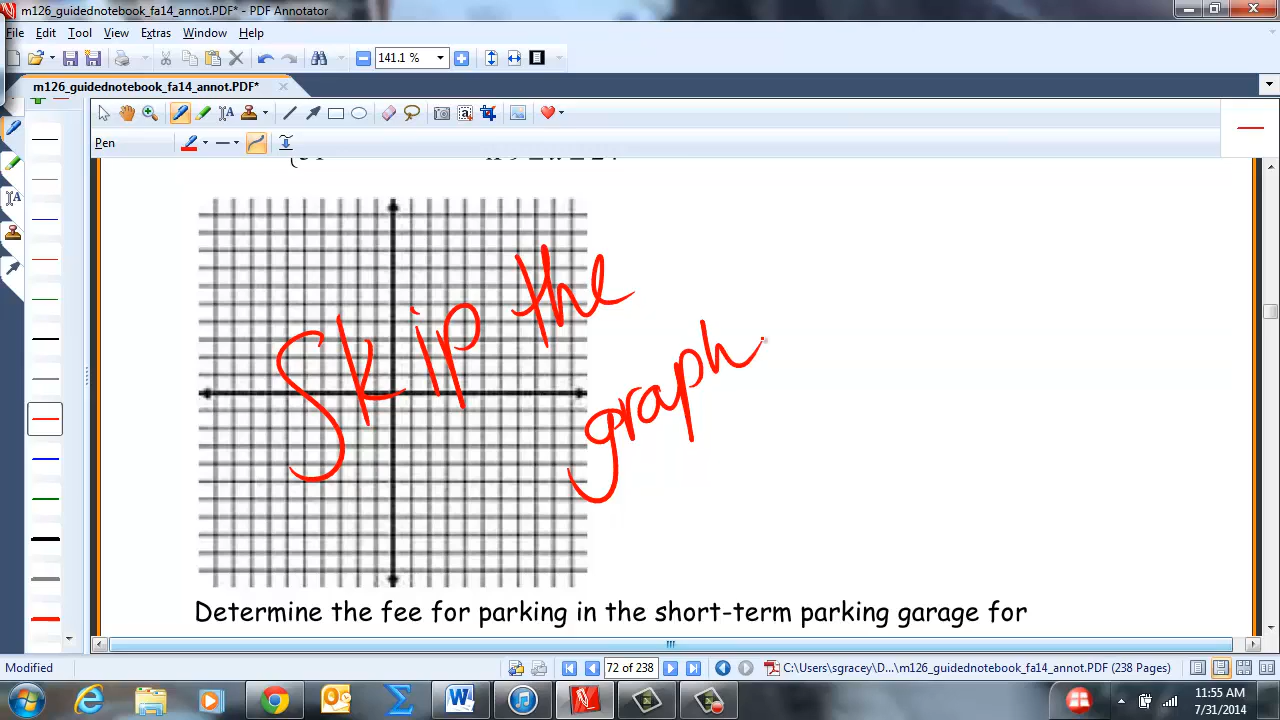 m126_guidednotebook_fa14_annot.PDF* - PDF Annotator
File Edit Tool View Extras Window Help
141.1 %
m126_guidednotebook_fa14_annot.PDF*
Pen
Skip the
graph
Determine the fee for parking in the short-term parking garage for
Modified
72 of 238
C:\Users\sgracey\D...\m126_guidednotebook_fa14_annot.PDF (238 Pages)
11:55 AM
7/31/2014